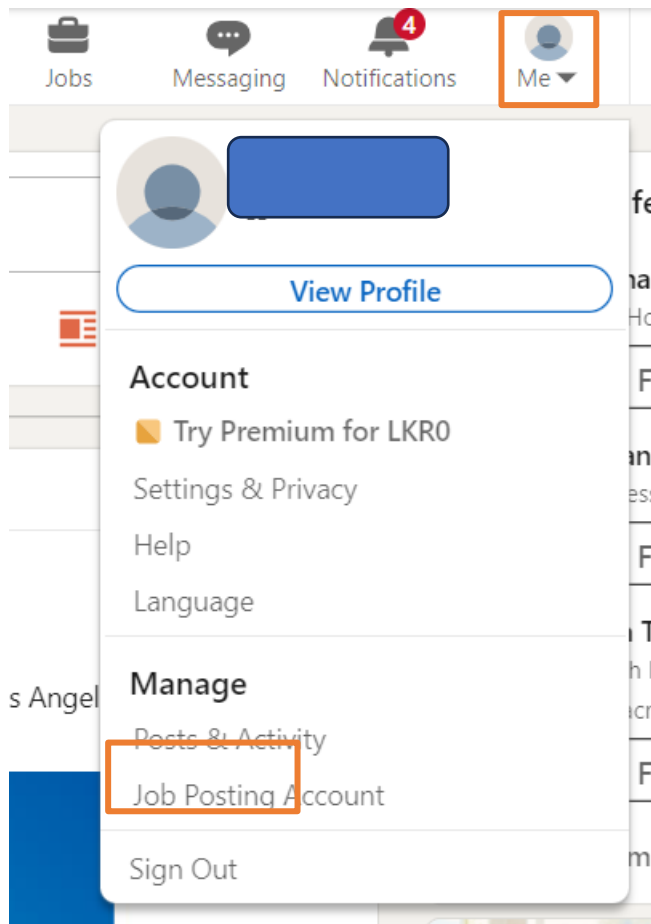 4
Jobs Messaging Notifications Me
View Profile
Account
Try Premium for LKR0
Settings & Privacy
Help
Language
Manage
s Angel
Posts & Activity
Job Posting Account
Sign Out